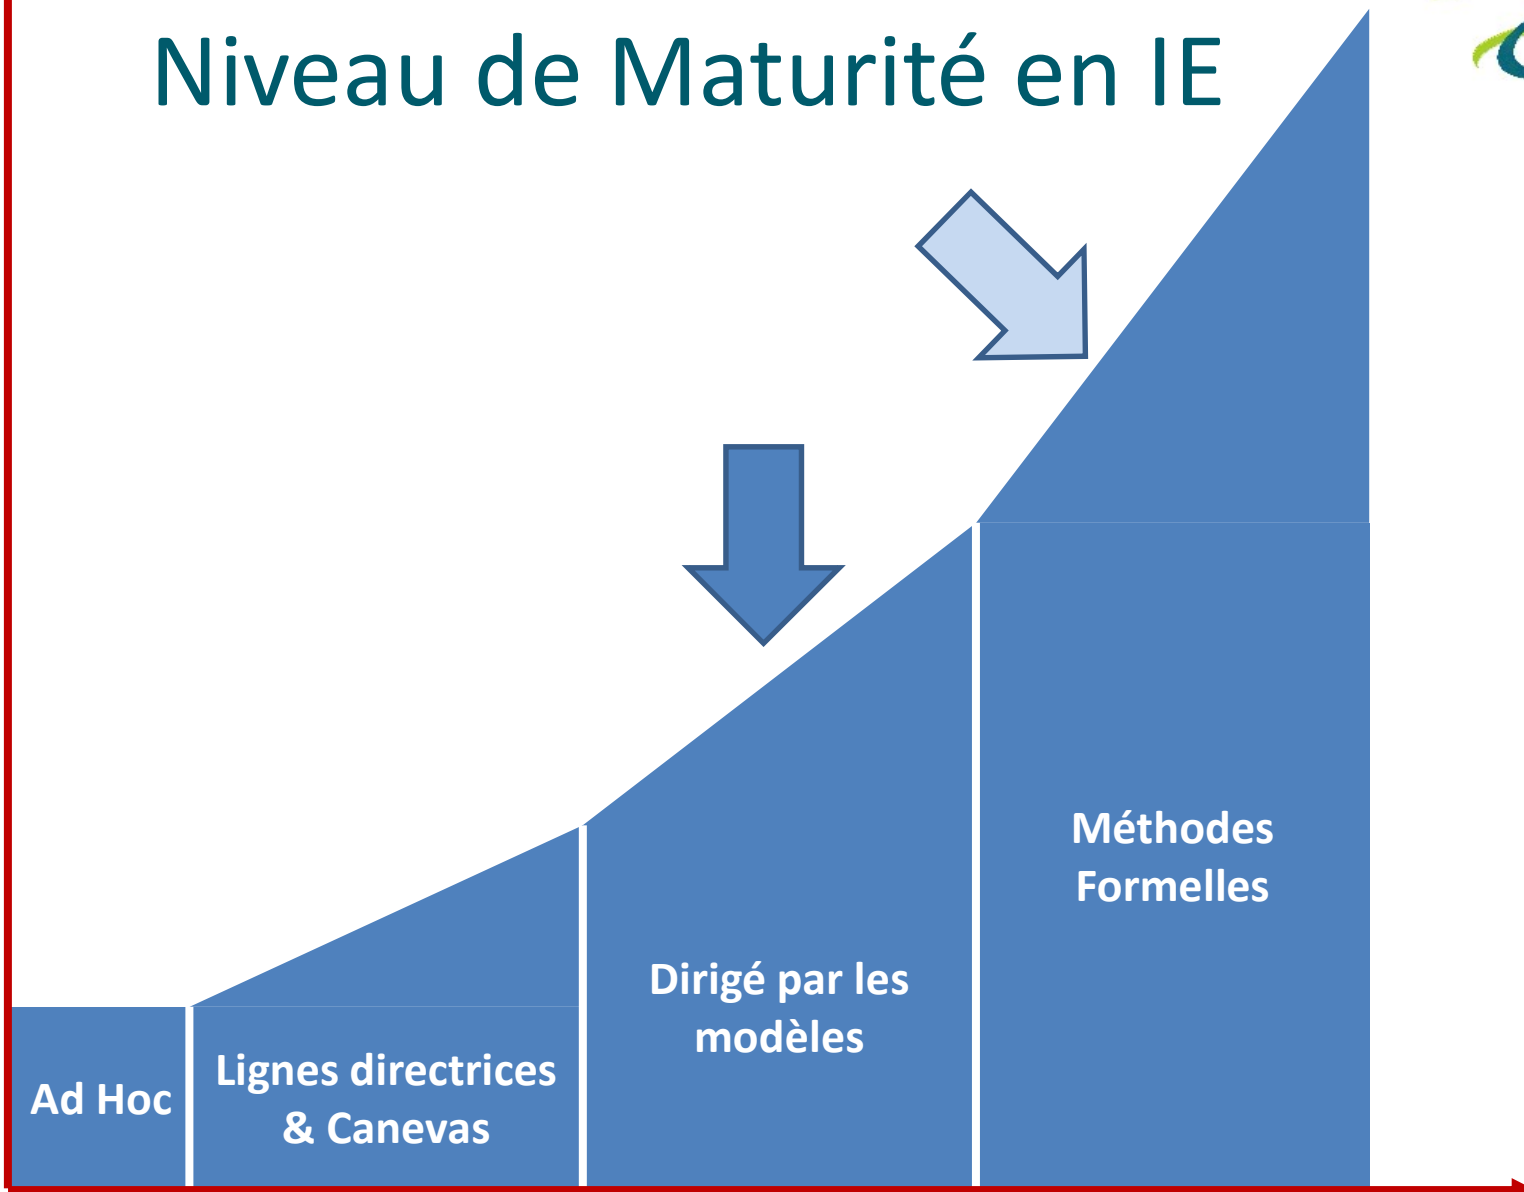 Niveau de Maturité en IE
Ad Hoc
Lignes directrices
& Canevas
Dirigé par les
modèles
Méthodes
Formelles